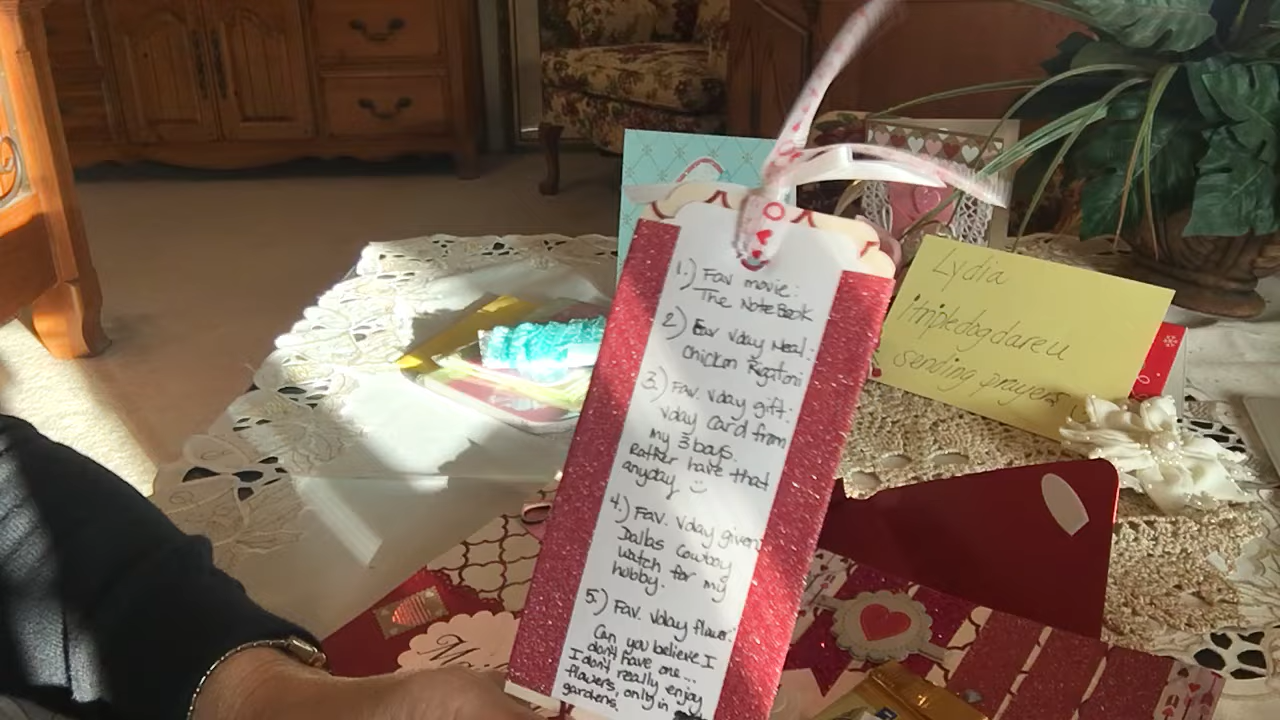 1.) Fav movie:
The NoteBook
2) Fav Vday Meal:
Chicken Rigatoni
3.) Fav. Vday gift:
Vday card from
my 3 boys.
Rather have that
anyday :)
4.) Fav. Vday given:
Dallas Cowboy
watch for my
hubby.
5.) Fav. Vday flower:
Can you believe I
don't have one...
I don't really enjoy
flowers, only in
gardens.
Lydia
itripledogdareu
sending prayers